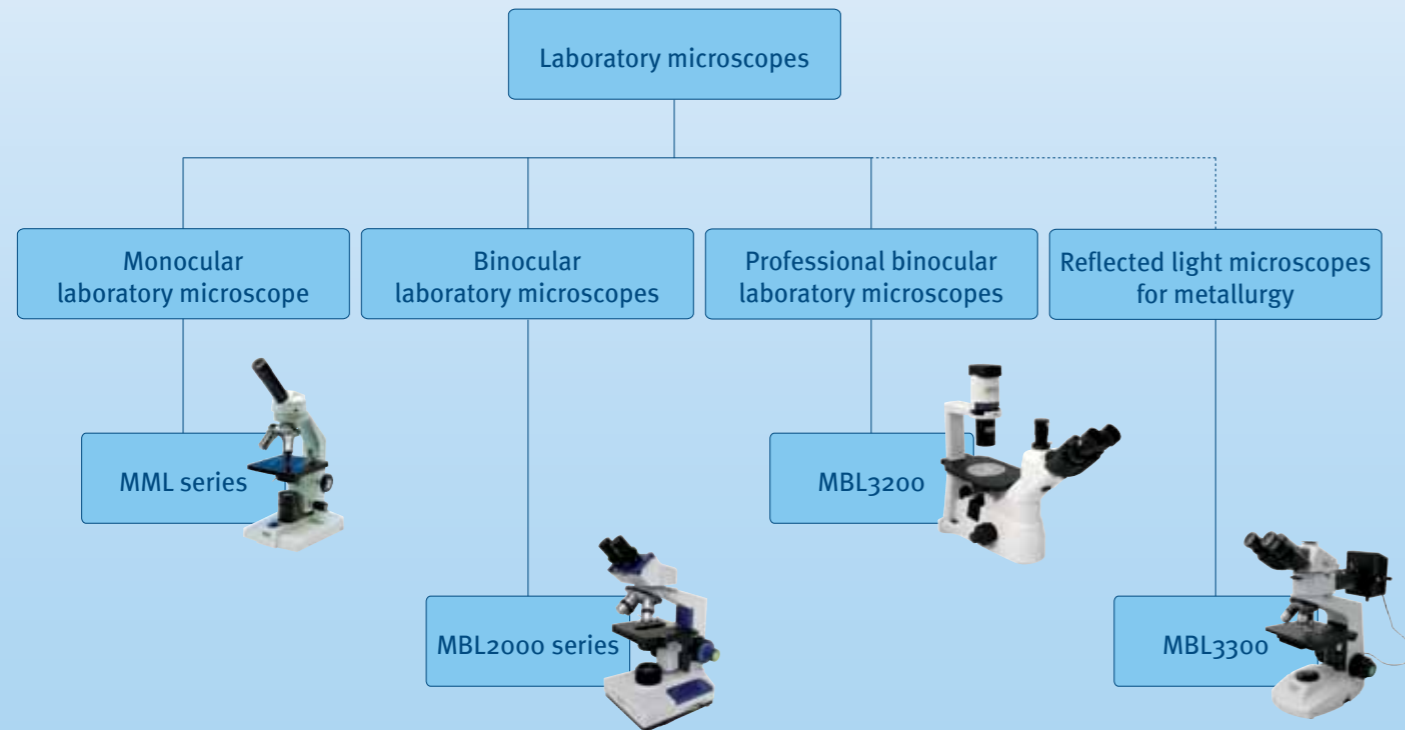 Laboratory microscopes
Monocular
laboratory microscope
Binocular
laboratory microscopes
Professional binocular
laboratory microscopes
Reflected light microscopes
for metallurgy
MML series
MBL3200
MBL2000 series
MBL3300